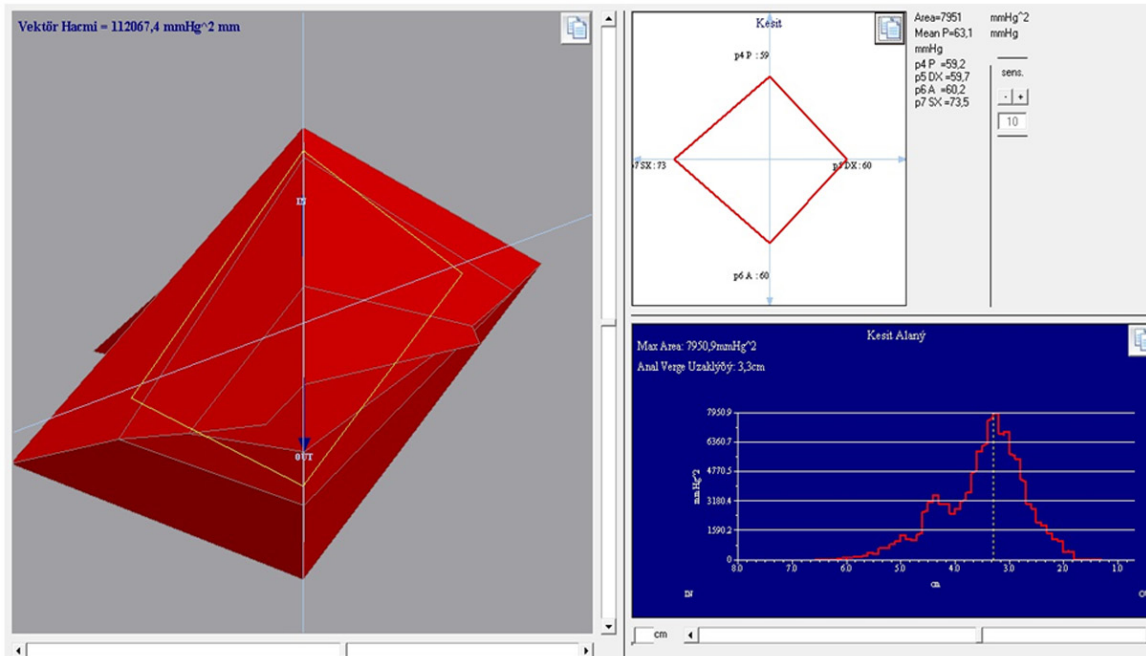 Vektör Hacmi = 112067,4 mmHg^2 mm
IN
OUT
Kesit
p4 P : 59
p7 SX : 73
p5 DX : 60
p6 A : 60
Area=7951 mmHg^2
Mean P=63,1 mmHg
mmHg
p4 P =59,2
p5 DX =59,7
p6 A =60,2
p7 SX =73,5
sens.
- +
10
Kesit Alaný
Max Area: 7950,9mmHg^2
Anal Verge Uzaklýðý: 3,3cm
7950.9
6360.7
4770.5
3180.4
1590.2
0
mmHg^2
8.0 7.0 6.0 5.0 4.0 3.0 2.0 1.0
cm
IN
cm